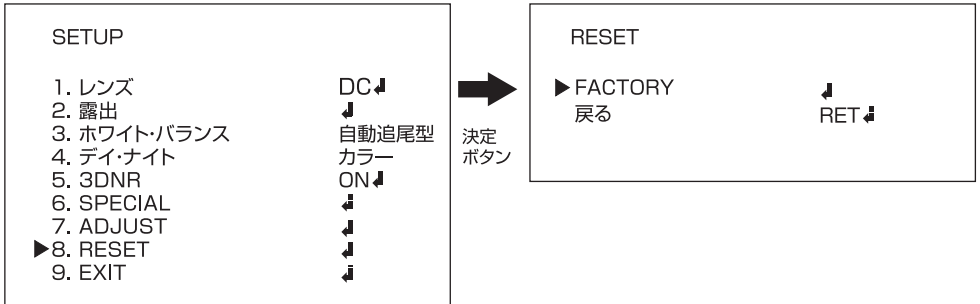 SETUP
1. レンズ DC↲
2. 露出 ↲
3. ホワイト・バランス 自動追尾型
4. デイ・ナイト カラー
5. 3DNR ON↲
6. SPECIAL ↲
7. ADJUST ↲
▶8. RESET ↲
9. EXIT ↲
決定
ボタン
RESET
▶FACTORY ↲
戻る RET↲